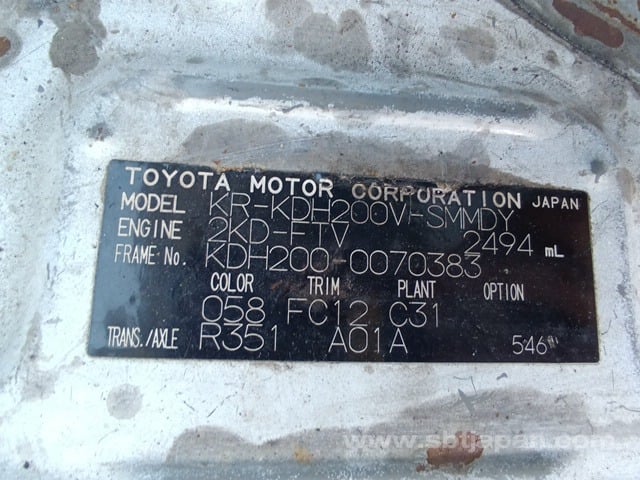 TOYOTA MOTOR CORPORATION JAPAN
MODEL KR-KDH200V-SMMDY
ENGINE 2KD-FTV 2494 mL
FRAME No. KDH200-0070383
COLOR TRIM PLANT OPTION
058 FC12 C31
TRANS./AXLE R351 A01A 546
www.sbtjapan.com